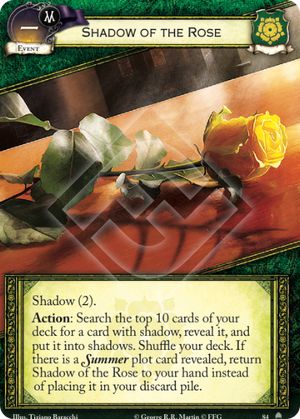 SHADOW OF THE ROSE
EVENT
Shadow (2).
Action: Search the top 10 cards of your
deck for a card with shadow, reveal it, and
put it into shadows. Shuffle your deck. If
there is a Summer plot card revealed, return
Shadow of the Rose to your hand instead
of placing it in your discard pile.
Illus. Tiziano Baracchi © George R.R. Martin © FFG 84